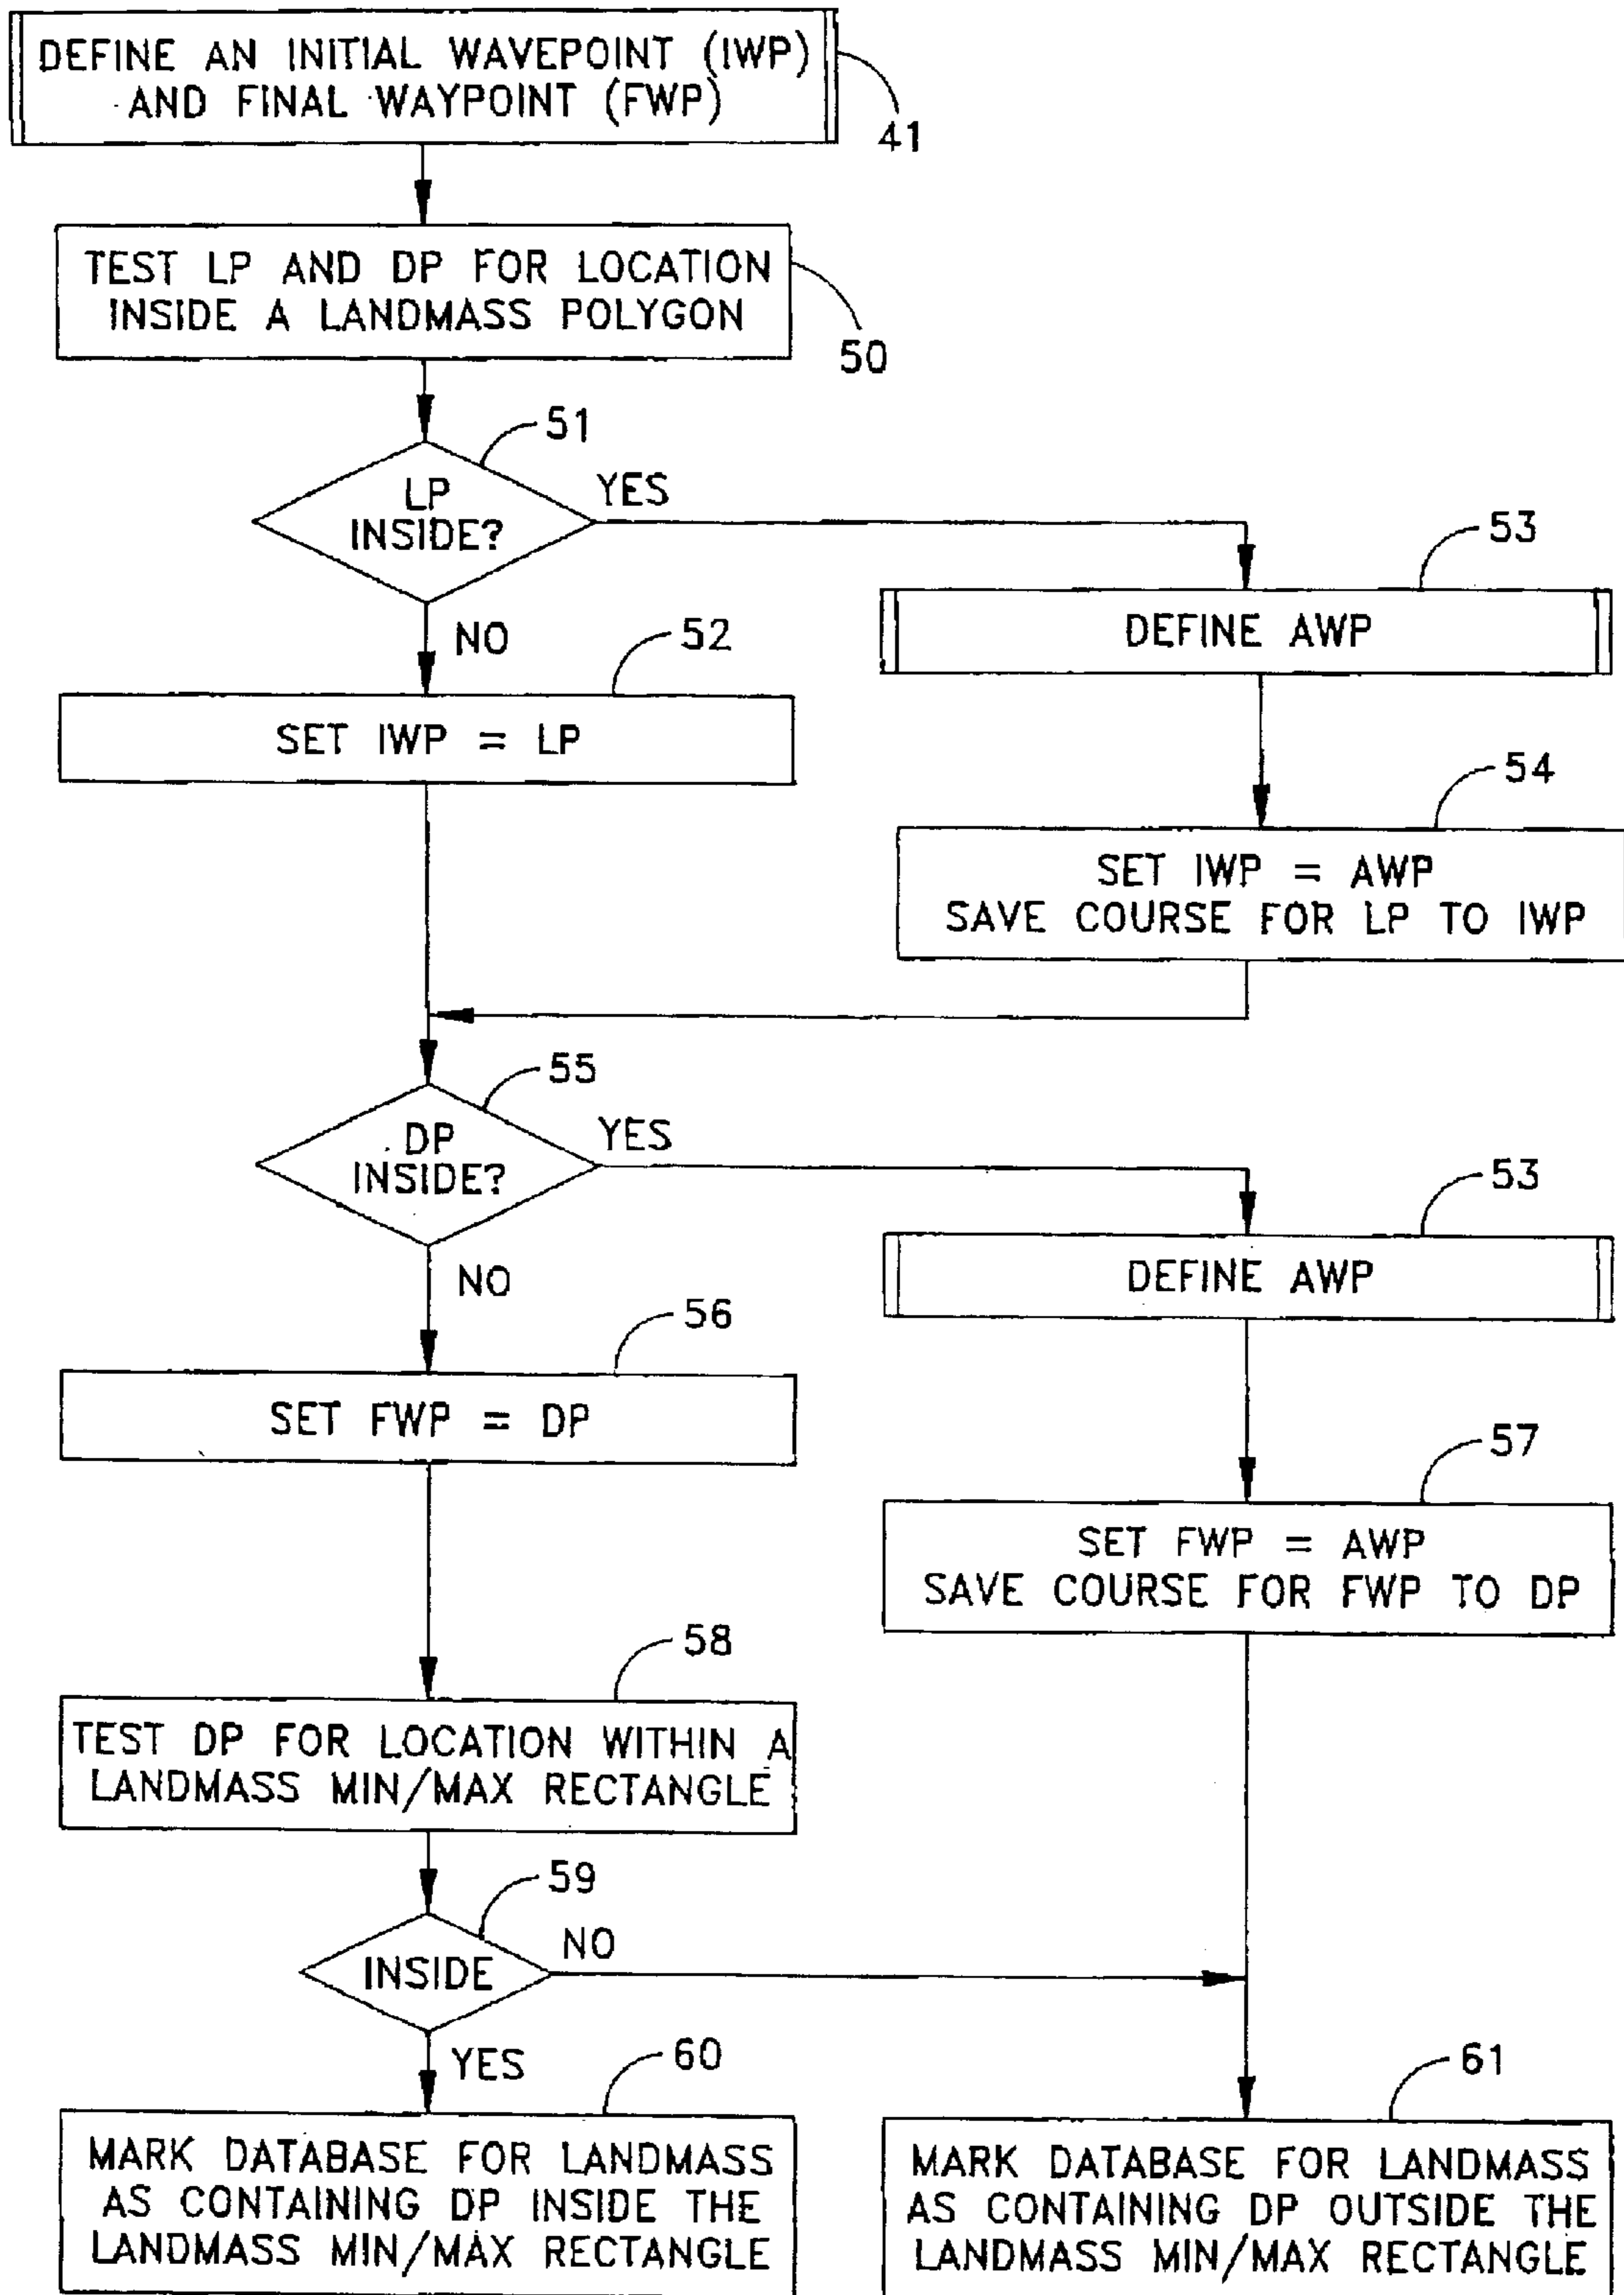 DEFINE AN INITIAL WAVEPOINT (IWP)
AND FINAL WAYPOINT (FWP)
41
TEST LP AND DP FOR LOCATION
INSIDE A LANDMASS POLYGON
50
51
LP
INSIDE?
YES
NO
53
DEFINE AWP
52
SET IWP = LP
54
SET IWP = AWP
SAVE COURSE FOR LP TO IWP
55
DP
INSIDE?
YES
NO
53
DEFINE AWP
56
SET FWP = DP
57
SET FWP = AWP
SAVE COURSE FOR FWP TO DP
58
TEST DP FOR LOCATION WITHIN A
LANDMASS MIN/MAX RECTANGLE
59
INSIDE
NO
YES
60
MARK DATABASE FOR LANDMASS
AS CONTAINING DP INSIDE THE
LANDMASS MIN/MAX RECTANGLE
61
MARK DATABASE FOR LANDMASS
AS CONTAINING DP OUTSIDE THE
LANDMASS MIN/MAX RECTANGLE